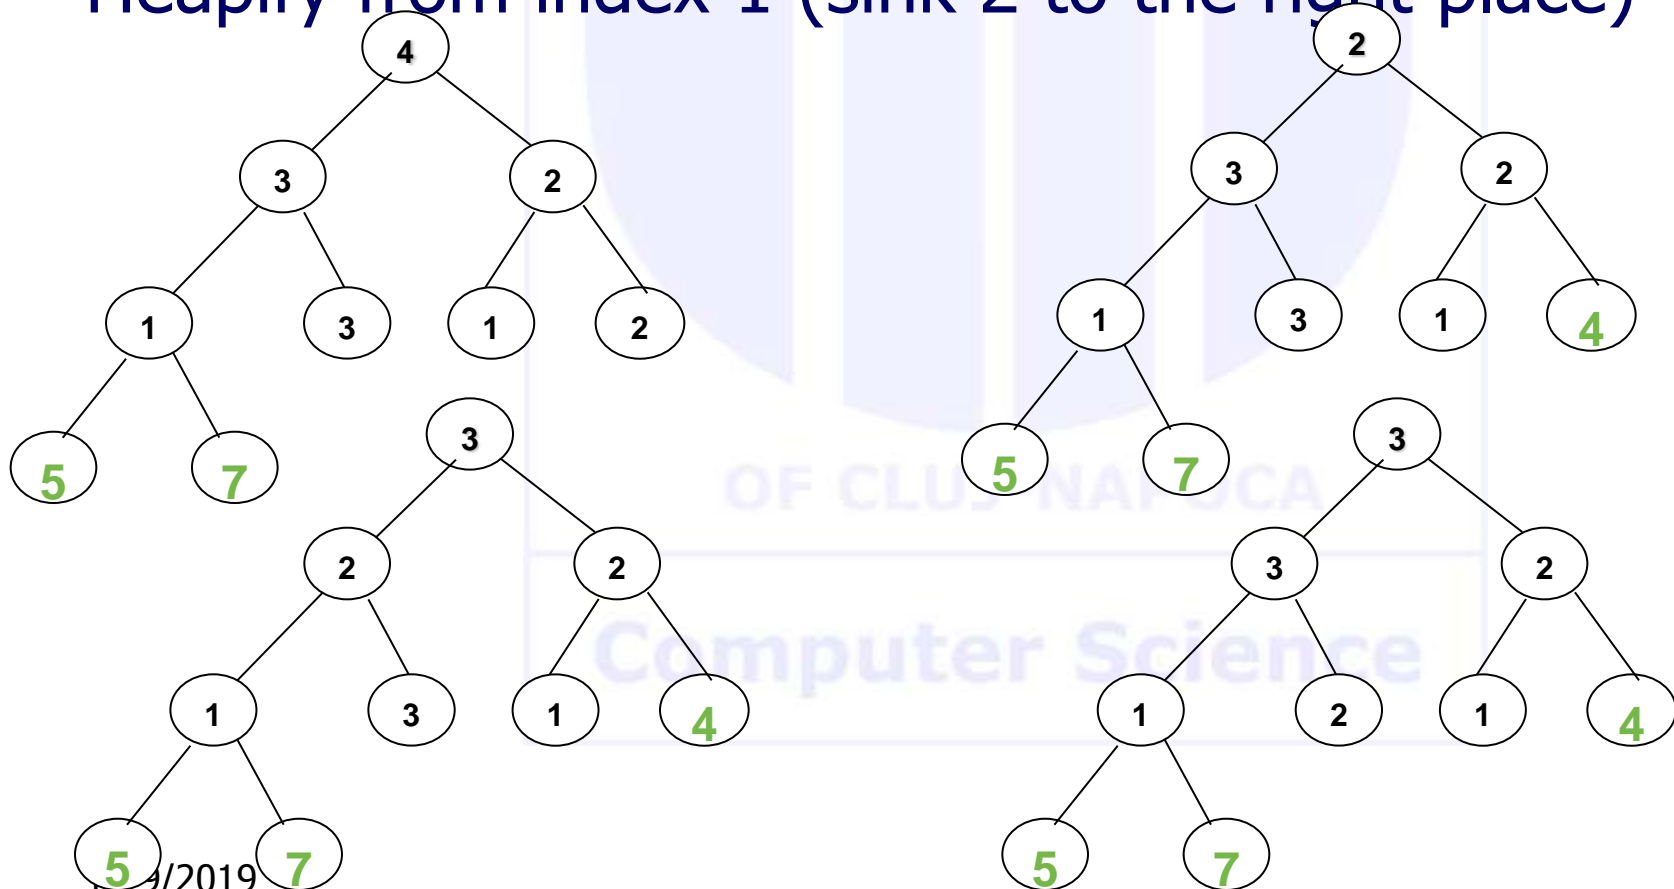 Heapify from index 1 (sink 2 to the right place)
4
3 2
1 3 1 2
5 7
2
3 2
1 3 1 4
5 7
OF CLUJ-NAPOCA
Computer Science
3
2 2
1 3 1 4
5 7
3
3 2
1 2 1 4
5 7
9/2019